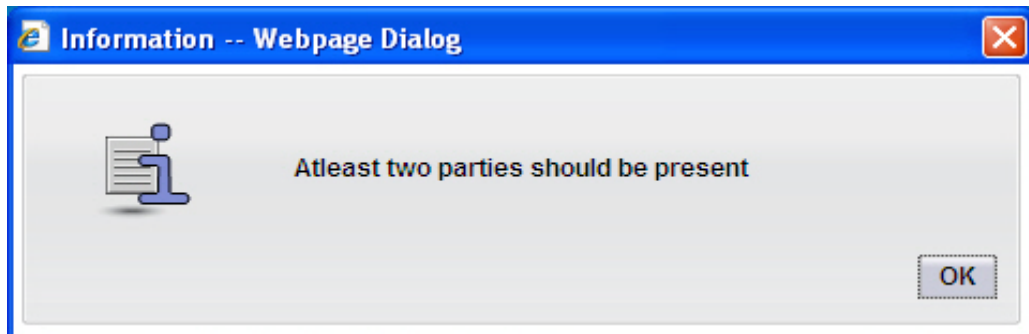 Information -- Webpage Dialog
Atleast two parties should be present
OK